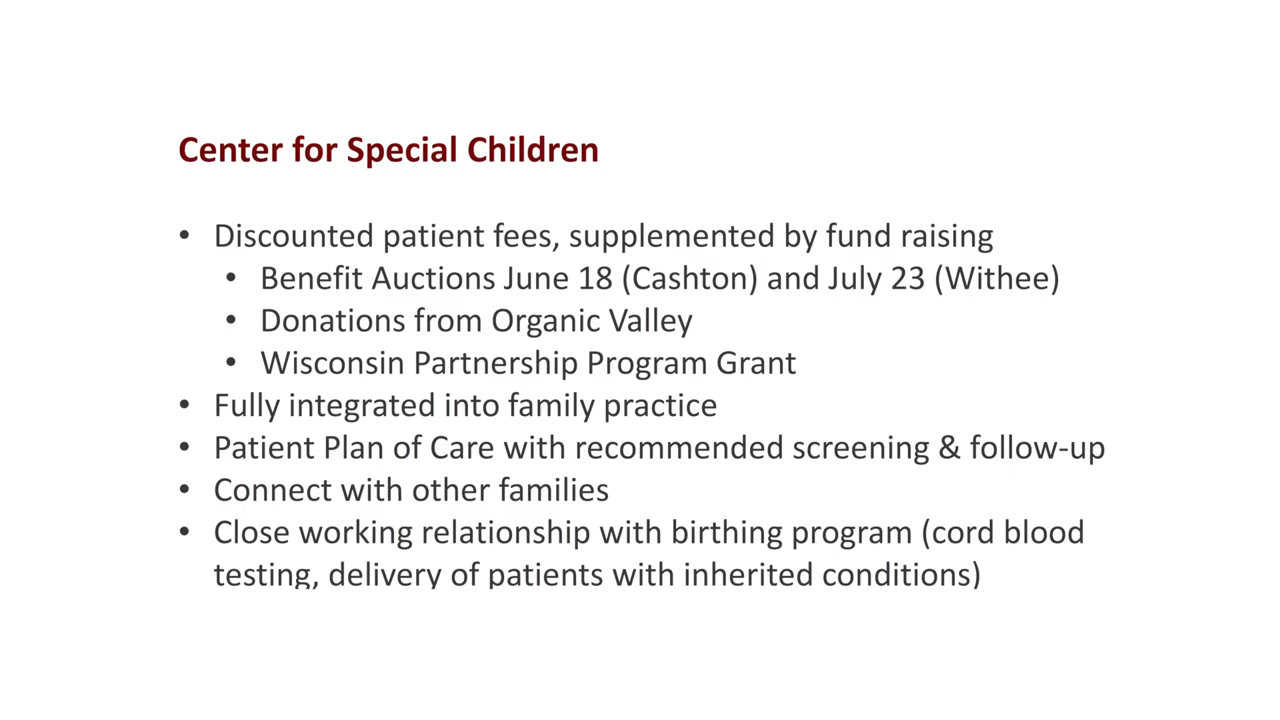 Center for Special Children
• Discounted patient fees, supplemented by fund raising
• Benefit Auctions June 18 (Cashton) and July 23 (Withee)
• Donations from Organic Valley
• Wisconsin Partnership Program Grant
• Fully integrated into family practice
• Patient Plan of Care with recommended screening & follow-up
• Connect with other families
• Close working relationship with birthing program (cord blood
testing, delivery of patients with inherited conditions)